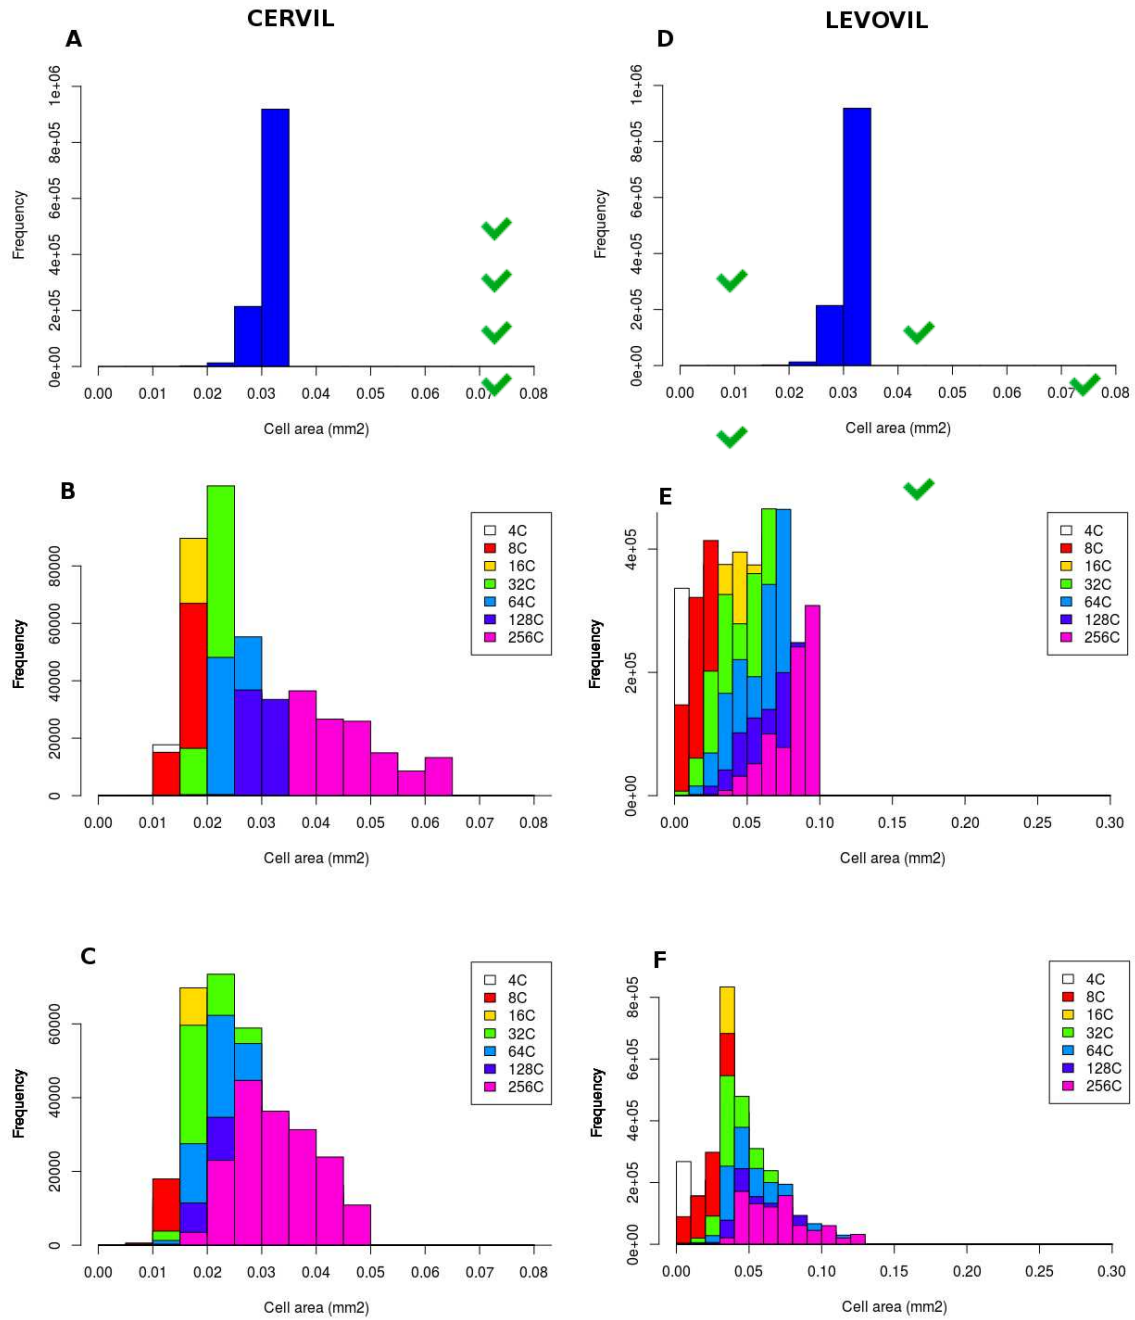 CERVIL
LEVOVIL
A
Frequency
0e+00 2e+05 4e+05 6e+05 8e+05 1e+06
0.00 0.01 0.02 0.03 0.04 0.05 0.06 0.07 0.08
Cell area (mm2)
D
Frequency
0e+00 2e+05 4e+05 6e+05 8e+05 1e+06
0.00 0.01 0.02 0.03 0.04 0.05 0.06 0.07 0.08
Cell area (mm2)
B
Frequency
0 20000 40000 60000 80000
4C
8C
16C
32C
64C
128C
256C
0.00 0.01 0.02 0.03 0.04 0.05 0.06 0.07 0.08
Cell area (mm2)
E
Frequency
0e+00 2e+05 4e+05
4C
8C
16C
32C
64C
128C
256C
0.00 0.05 0.10 0.15 0.20 0.25 0.30
Cell area (mm2)
C
Frequency
0 20000 40000 60000
4C
8C
16C
32C
64C
128C
256C
0.00 0.01 0.02 0.03 0.04 0.05 0.06 0.07 0.08
Cell area (mm2)
F
Frequency
0e+00 2e+05 4e+05 6e+05 8e+05
4C
8C
16C
32C
64C
128C
256C
0.00 0.05 0.10 0.15 0.20 0.25 0.30
Cell area (mm2)